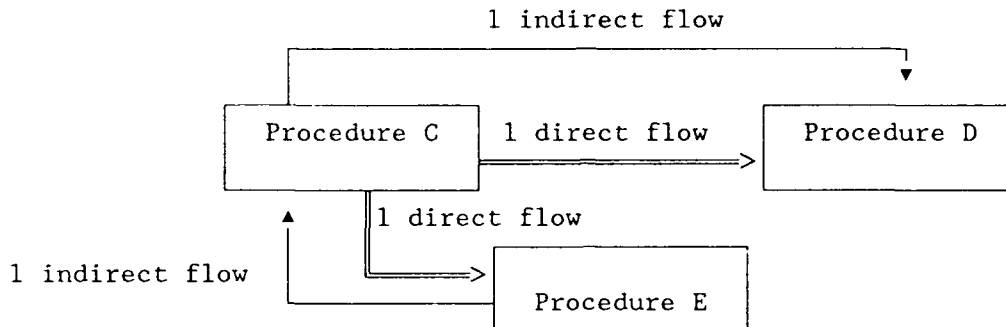 1 indirect flow
Procedure C
1 direct flow
Procedure D
1 direct flow
1 indirect flow
Procedure E